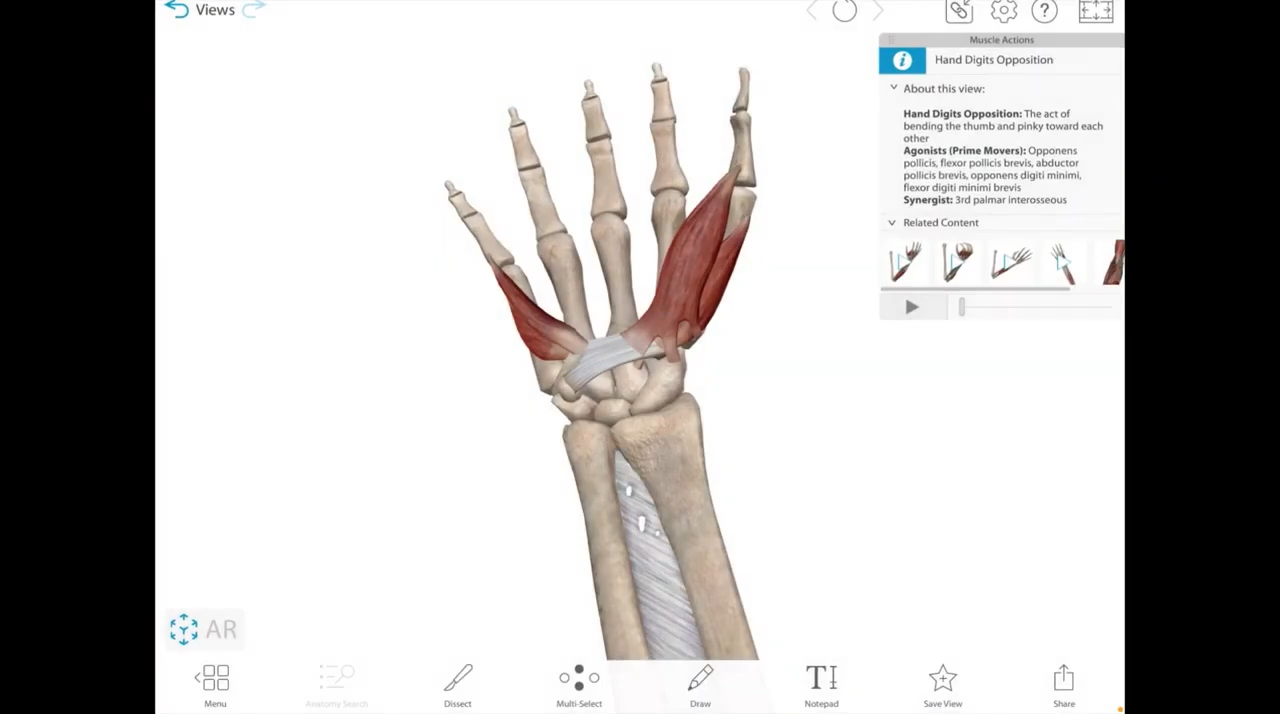 Views
Muscle Actions
Hand Digits Opposition
About this view:
Hand Digits Opposition: The act of
bending the thumb and pinky toward each
other
Agonists (Prime Movers): Opponens
pollicis, flexor pollicis brevis, abductor
pollicis brevis, opponens digiti minimi,
flexor digiti minimi brevis
Synergist: 3rd palmar interosseous
Related Content
AR
Menu
Anatomy Search
Dissect
Multi-Select
Draw
Notepad
Save View
Share